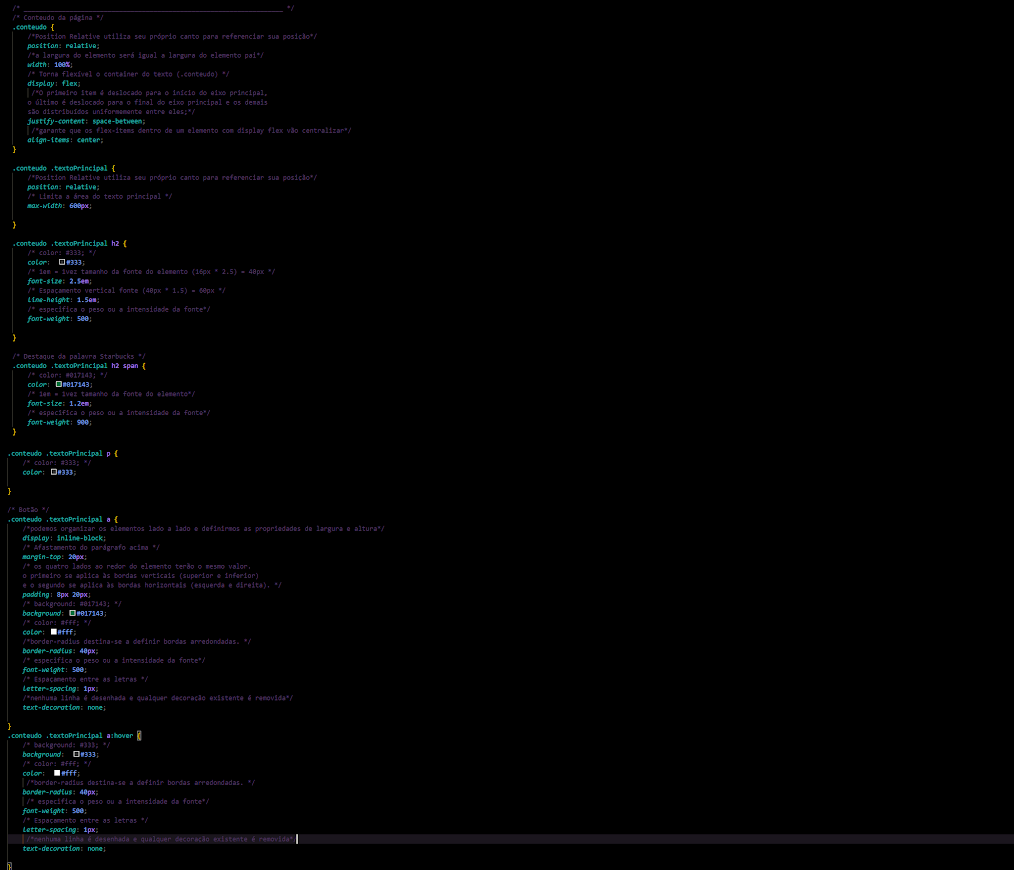 /* ______________________________________________________________________ */
/* Conteudo da página */
.conteudo {
/*Position Relative utiliza seu próprio canto para referenciar sua posição*/
position: relative;
/*a largura do elemento será igual a largura do elemento pai*/
width: 100%;
/* Torna flexivel o container do texto (.conteudo) */
display: flex;
/*O primeiro item é deslocado para o início do eixo principal,
o último é deslocado para o final do eixo principal e os demais
são distribuídos uniformemente entre eles;*/
justify-content: space-between;
/*garante que os flex-items dentro de um elemento com display flex vão centralizar*/
align-items: center;
}
.conteudo .textoPrincipal {
/*Position Relative utiliza seu próprio canto para referenciar sua posição*/
position: relative;
/* Limita a área do texto principal */
max-width: 600px;
}
.conteudo .textoPrincipal h2 {
/* color: #333; */
color: #333;
/* 1em = 1vez tamanho da fonte do elemento (16px * 2.5) = 40px */
font-size: 2.5em;
/* Espaçamento vertical fonte (40px * 1.5) = 60px */
line-height: 1.5em;
/* especifica o peso ou a intensidade da fonte*/
font-weight: 500;
}
/* Destaque da palavra Starbucks */
.conteudo .textoPrincipal h2 span {
/* color: #017143; */
color: #017143;
/* 1em = 1vez tamanho da fonte do elemento*/
font-size: 1.2em;
/* especifica o peso ou a intensidade da fonte*/
font-weight: 900;
}
.conteudo .textoPrincipal p {
/* color: #333; */
color: #333;
}
/* Botão */
.conteudo .textoPrincipal a {
/*podemos organizar os elementos lado a lado e definirmos as propriedades de largura e altura*/
display: inline-block;
/* Afastamento do parágrafo acima */
margin-top: 20px;
/* os quatro lados ao redor do elemento terão o mesmo valor.
o primeiro se aplica às bordas verticais (superior e inferior)
e o segundo se aplica às bordas horizontais (esquerda e direita). */
padding: 8px 20px;
/* background: #017143; */
background: #017143;
/* color: #fff; */
color: #fff;
/*border-radius destina-se a definir bordas arredondadas. */
border-radius: 40px;
/* especifica o peso ou a intensidade da fonte*/
font-weight: 500;
/* Espaçamento entre as letras */
letter-spacing: 1px;
/*nenhuma linha é desenhada e qualquer decoração existente é removida*/
text-decoration: none;
}
.conteudo .textoPrincipal a:hover {
/* background: #333; */
background: #333;
/* color: #fff; */
color: #fff;
/*border-radius destina-se a definir bordas arredondadas. */
border-radius: 40px;
/* especifica o peso ou a intensidade da fonte*/
font-weight: 500;
/* Espaçamento entre as letras */
letter-spacing: 1px;
/*nenhuma linha é desenhada e qualquer decoração existente é removida*/
text-decoration: none;
}